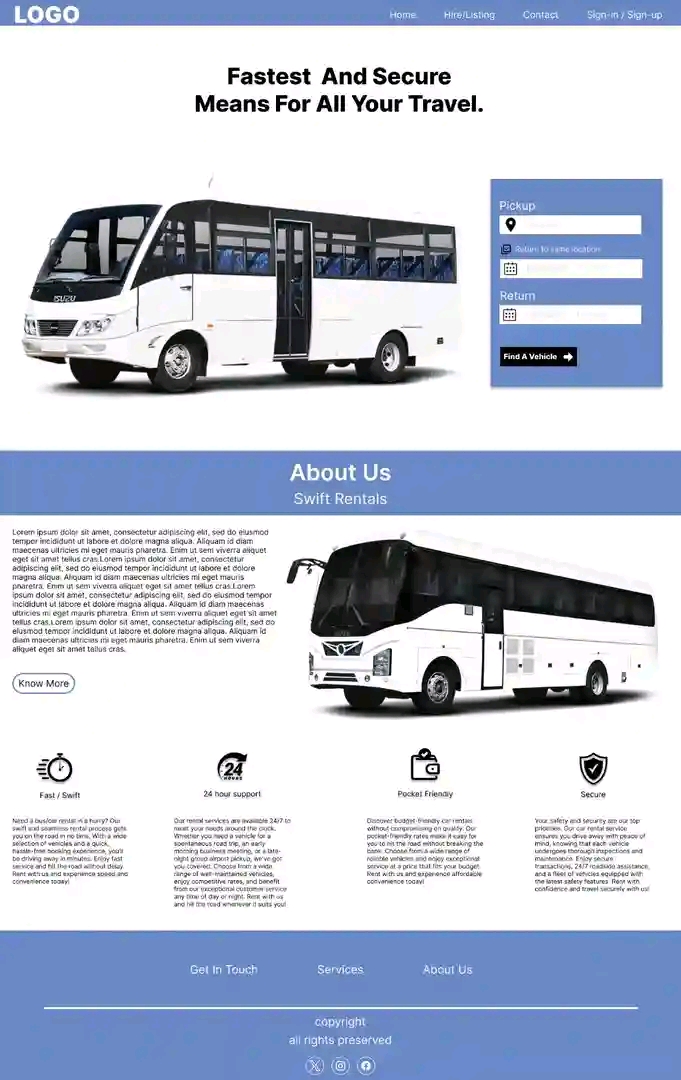 LOGO
Home
Hire/Listing
Contact
Sign-in / Sign-up
Fastest And Secure
Means For All Your Travel.
ISUZU
Pickup
Return to same location
Return
Find A Vehicle
About Us
Swift Rentals
Lorem ipsum dolor sit amet, consectetur adipiscing elit, sed do eiusmod
tempor incididunt ut labore et dolore magna aliqua. Aliquam id diam
maecenas ultricies mi eget mauris pharetra. Enim ut sem viverra aliquet
eget sit amet tellus cras.Lorem ipsum dolor sit amet, consectetur
adipiscing elit, sed do eiusmod tempor incididunt ut labore et dolore
magna aliqua. Aliquam id diam maecenas ultricies mi eget mauris
pharetra. Enim ut sem viverra aliquet eget sit amet tellus cras.Lorem
ipsum dolor sit amet, consectetur adipiscing elit, sed do eiusmod tempor
incididunt ut labore et dolore magna aliqua. Aliquam id diam maecenas
ultricies mi eget mauris pharetra. Enim ut sem viverra aliquet eget sit amet
tellus cras.Lorem ipsum dolor sit amet, consectetur adipiscing elit, sed do
eiusmod tempor incididunt ut labore et dolore magna aliqua. Aliquam id
diam maecenas ultricies mi eget mauris pharetra. Enim ut sem viverra
aliquet eget sit amet tellus cras.
Know More
Fast / Swift
Need a bus/car rental in a hurry? Our
swift and seamless rental process gets
you on the road in no time. With a wide
selection of vehicles and a quick,
hassle-free booking experience, you'll
be driving away in minutes. Enjoy fast
service and hit the road without delay.
Rent with us and experience speed and
convenience today!
24
HOURS
24 hour support
Our rental services are available 24/7 to
meet your needs around the clock.
Whether you need a vehicle for a
spontaneous road trip, an early
morning business meeting, or a late-
night group airport pickup, we've got
you covered. Choose from a wide
range of well-maintained vehicles,
enjoy competitive rates, and benefit
from our exceptional customer service
any time of day or night. Rent with us
and hit the road whenever it suits you!
Pocket Friendly
Discover budget-friendly car rentals
without compromising on quality. Our
pocket-friendly rates make it easy for
you to hit the road without breaking the
bank. Choose from a wide range of
reliable vehicles and enjoy exceptional
service at a price that fits your budget.
Rent with us and experience affordable
convenience today!
Secure
Your safety and security are our top
priorities. Our car rental service
ensures you drive away with peace of
mind, knowing that each vehicle
undergoes thorough inspections and
maintenance. Enjoy secure
transactions, 24/7 roadside assistance,
and a fleet of vehicles equipped with
the latest safety features. Rent with
confidence and travel securely with us!
Get In Touch
Services
About Us
copyright
all rights preserved